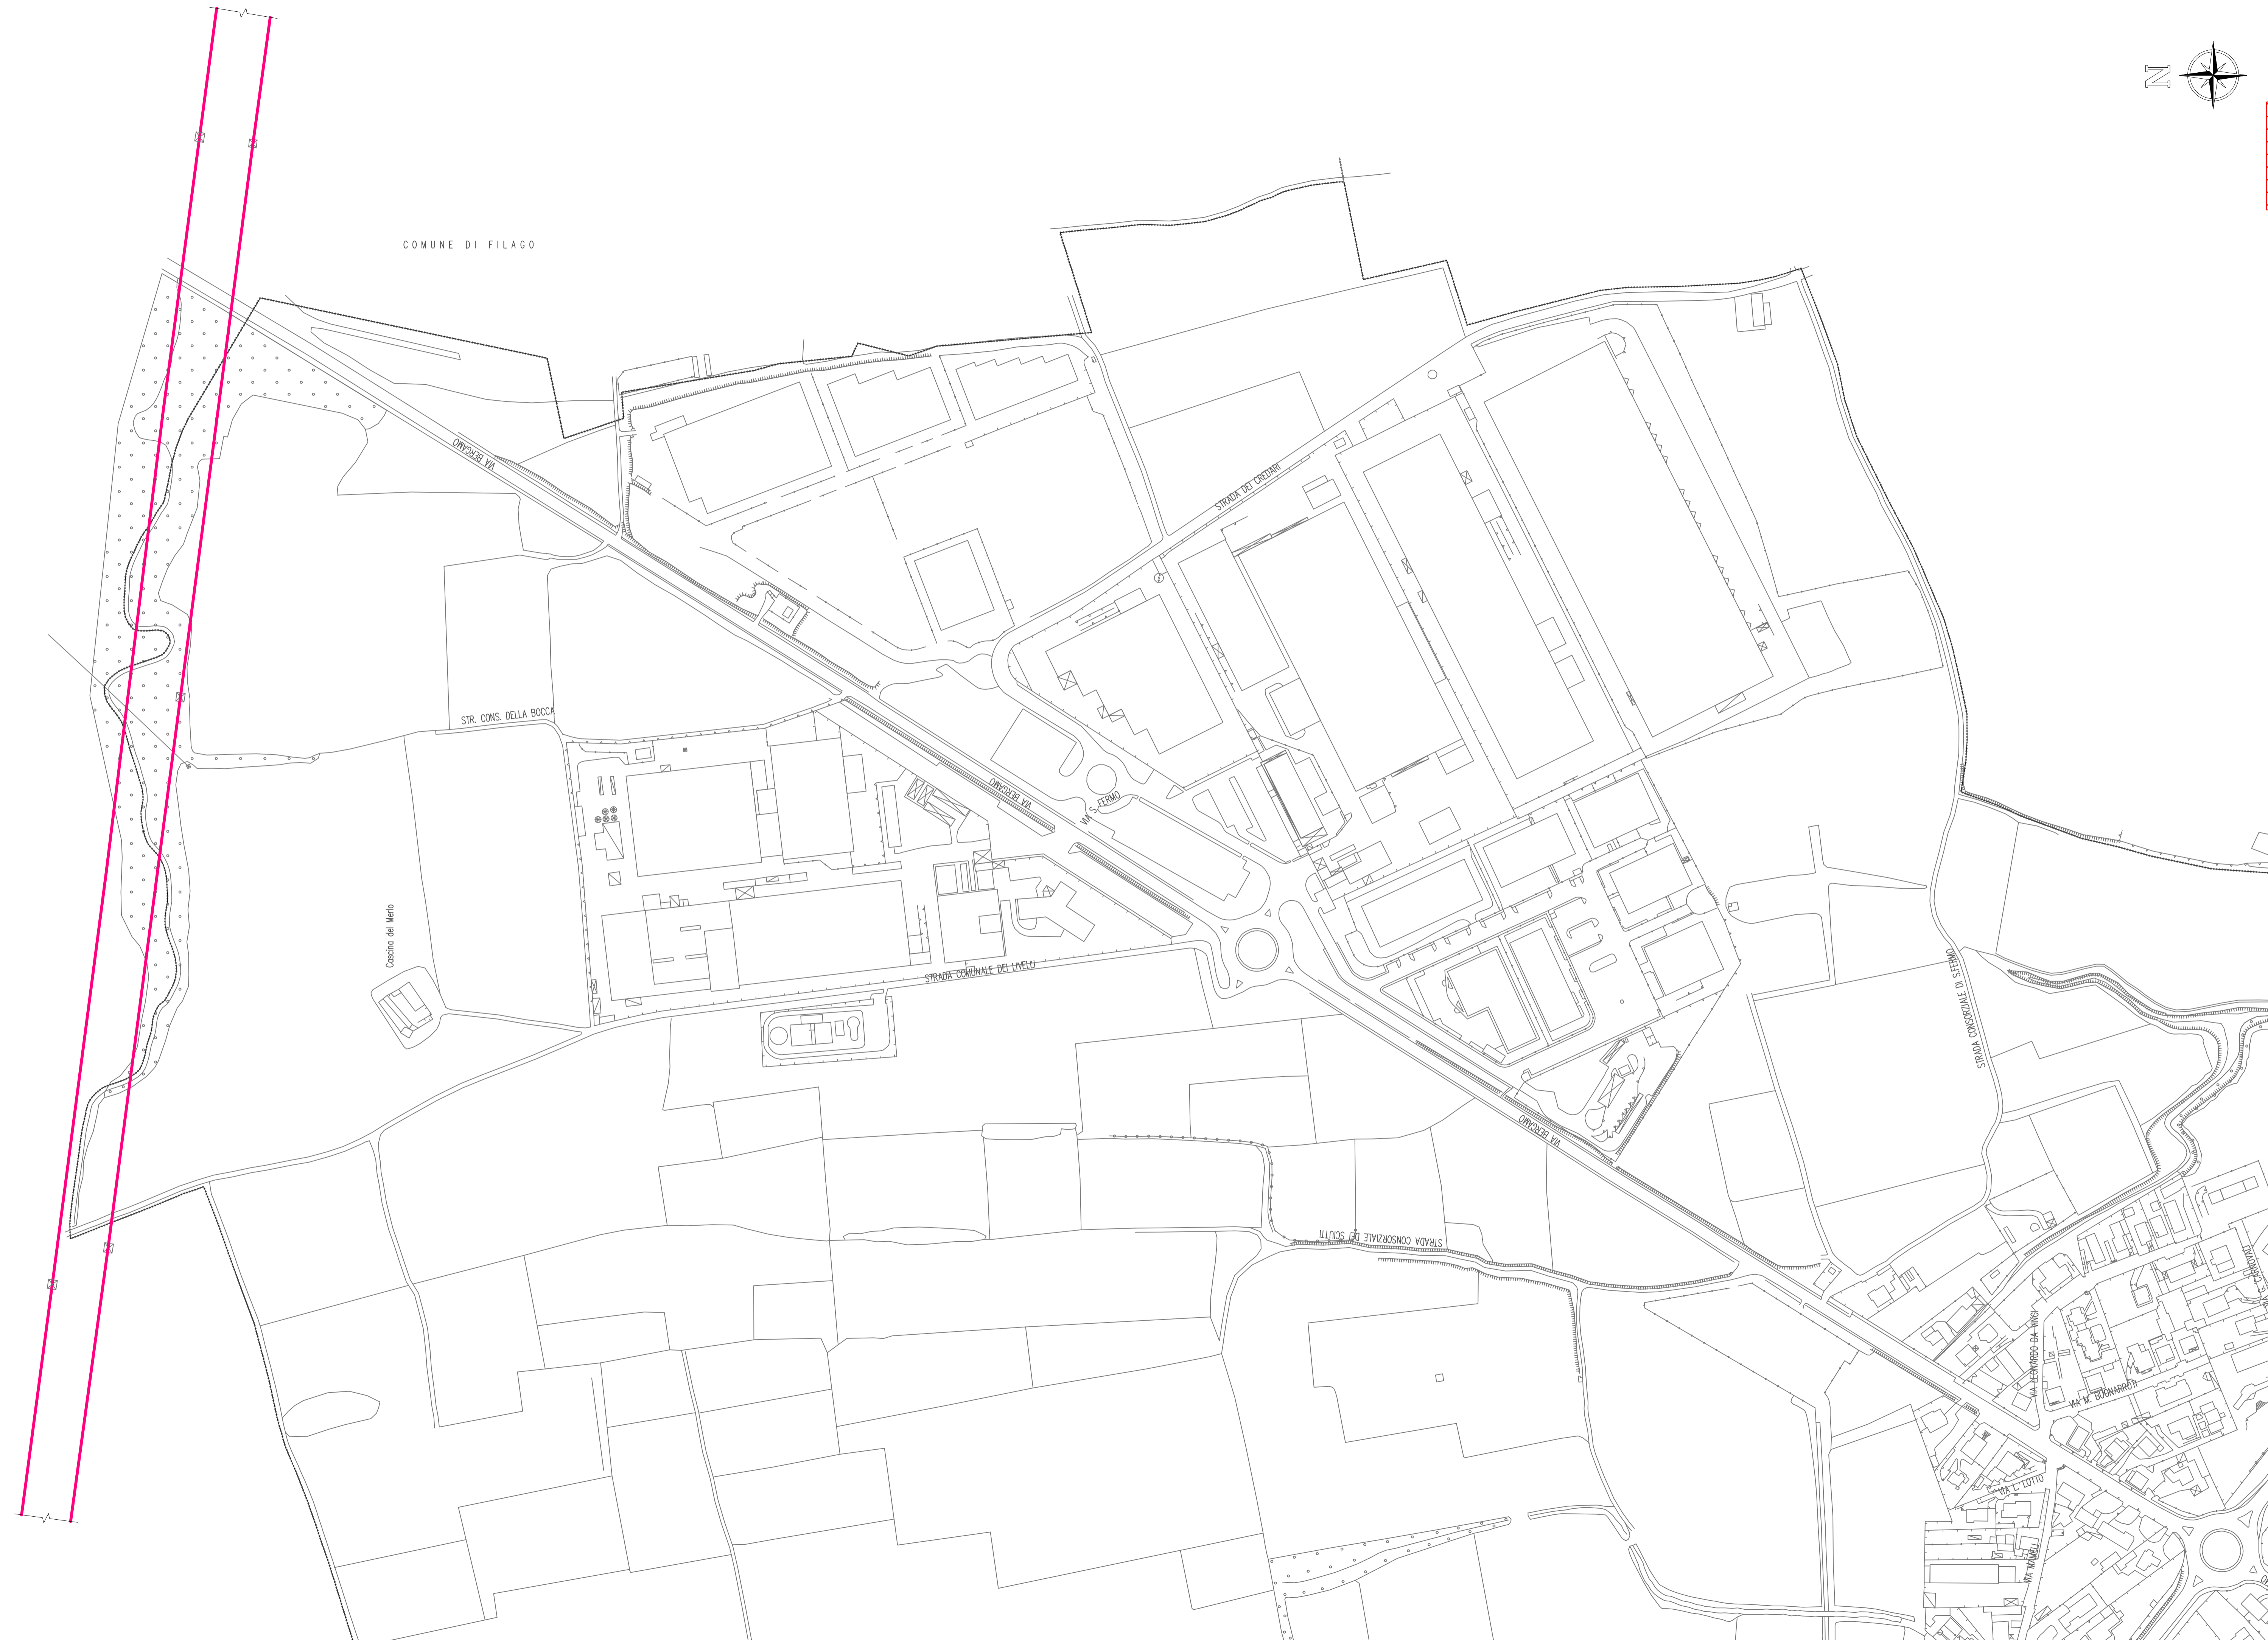 N
COMUNE DI FILAGO
VIA BERGAMO
STRADA DEI CREDARI
STR. CONS. DELLA BOCCA
VIA BERGAMO
VIA S. FERMO
Cascina del Merlo
STRADA COMUNALE DEI LIVELLI
STRADA CONSORZIALE DI S.FERMO
VIA BERGAMO
STRADA CONSORZIALE DEI SCIUTTI
VIA LEONARDO DA VINCI
VIA M. BUONARROTI
VIA L. LOTTO
VIA MAMELI